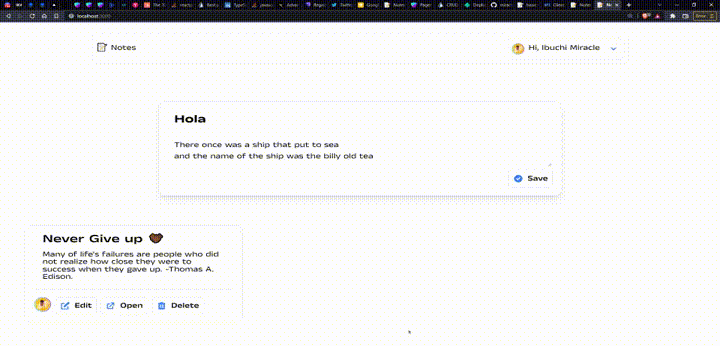 localhost
Notes
Hi, Ibuchi Miracle
Hola
There once was a ship that put to sea
and the name of the ship was the billy old tea
Save
Never Give up
Many of life's failures are people who did
not realize how close they were to
success when they gave up. -Thomas A.
Edison.
Edit
Open
Delete